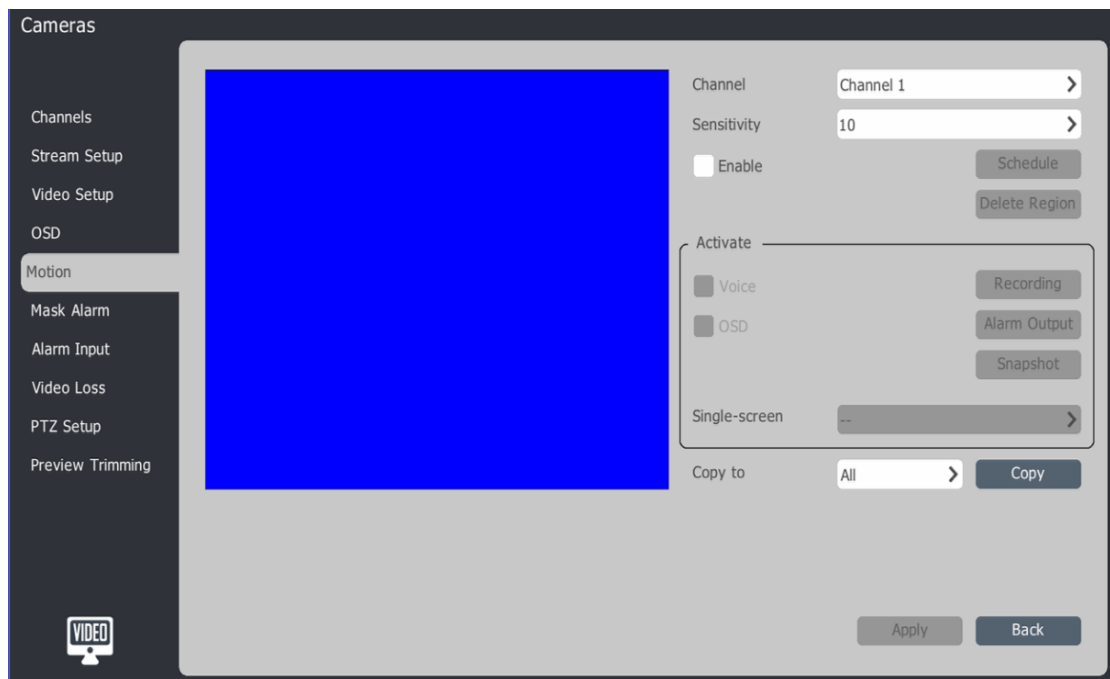 Cameras
Channels
Stream Setup
Video Setup
OSD
Motion
Mask Alarm
Alarm Input
Video Loss
PTZ Setup
Preview Trimming
VIDEO
Channel Channel 1
Sensitivity 10
Enable Schedule
Delete Region
Activate
Voice Recording
OSD Alarm Output
Snapshot
Single-screen --
Copy to All Copy
Apply Back